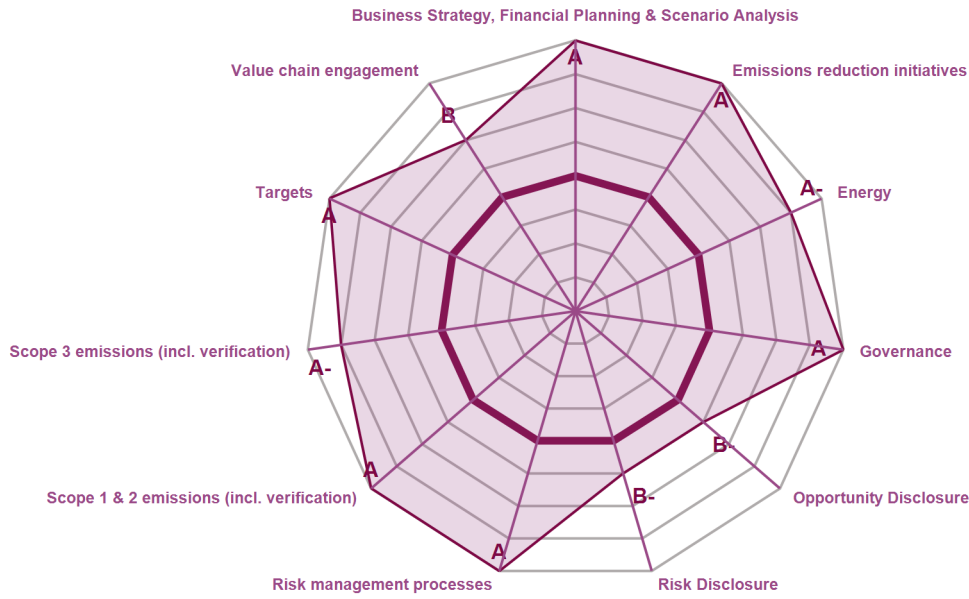 Business Strategy, Financial Planning & Scenario Analysis
A
Value chain engagement
B
Emissions reduction initiatives
A
Targets
A
Energy
A-
Scope 3 emissions (incl. verification)
A-
Governance
A
Scope 1 & 2 emissions (incl. verification)
A
Opportunity Disclosure
B-
Risk management processes
A
Risk Disclosure
B-